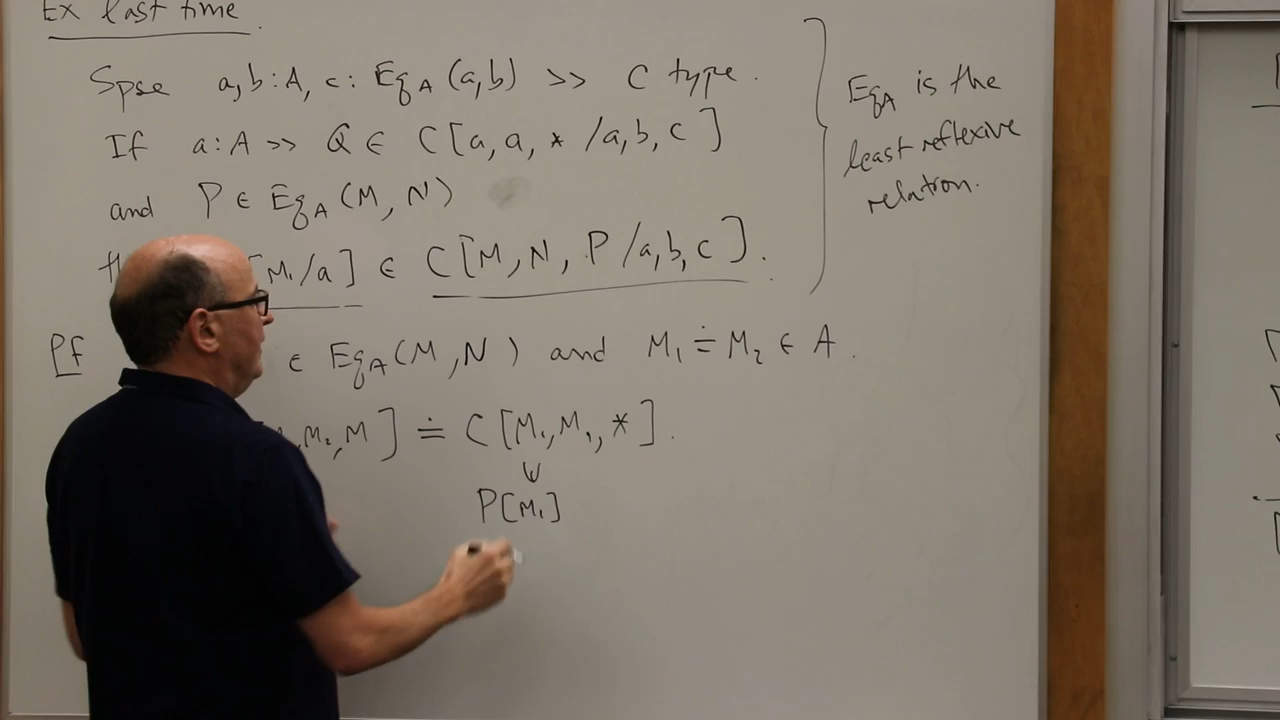 Ex last time.
Spse a,b:A, c: Eq_A(a,b) >> C type.
If a:A >> Q ∈ C[a,a,*/a,b,c]
and P ∈ Eq_A(M,N)
[M/a] ∈ C[M,N,P/a,b,c].
Eq_A is the
least reflexive
relation.
Pf ∈ Eq_A(M,N) and M₁ ≐ M₂ ∈ A.
,M₂,M] ≐ C[M₁,M₁,*].
P[M₁]